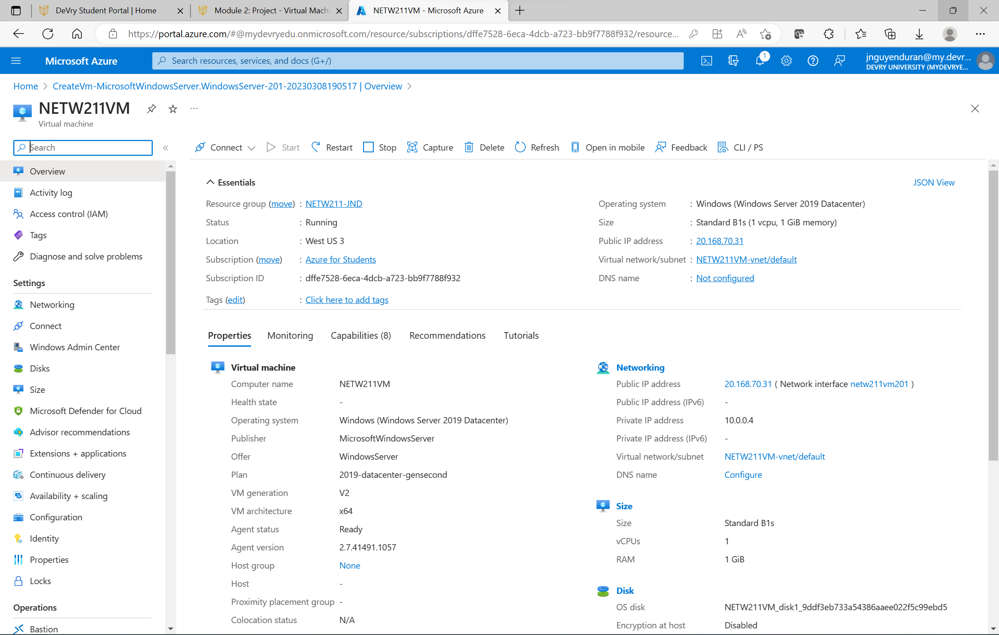 DeVry Student Portal | Home
Module 2: Project - Virtual Machi
NETW211VM - Microsoft Azure
https://portal.azure.com/#@mydevryedu.onmicrosoft.com/resource/subscriptions/dffe7528-6eca-4dcb-a723-bb9f7788f932/resource...
Microsoft Azure
Search resources, services, and docs (G+/)
1
jnguyenduran@my.devr...
DEVRY UNIVERSITY (MYDEVRYE...
Home > CreateVm-MicrosoftWindowsServer.WindowsServer-201-20230308190517 | Overview >
NETW211VM
Virtual machine
Search
Connect
Start
Restart
Stop
Capture
Delete
Refresh
Open in mobile
Feedback
CLI / PS
Overview
Activity log
Access control (IAM)
Tags
Diagnose and solve problems
Settings
Networking
Connect
Windows Admin Center
Disks
Size
Microsoft Defender for Cloud
Advisor recommendations
Extensions + applications
Continuous delivery
Availability + scaling
Configuration
Identity
Properties
Locks
Operations
Bastion
Essentials
JSON View
Resource group (move) : NETW211-JND
Status : Running
Location : West US 3
Subscription (move) : Azure for Students
Subscription ID : dffe7528-6eca-4dcb-a723-bb9f7788f932
Tags (edit) : Click here to add tags
Operating system : Windows (Windows Server 2019 Datacenter)
Size : Standard B1s (1 vcpu, 1 GiB memory)
Public IP address : 20.168.70.31
Virtual network/subnet : NETW211VM-vnet/default
DNS name : Not configured
Properties
Monitoring
Capabilities (8)
Recommendations
Tutorials
Virtual machine
Computer name NETW211VM
Health state -
Operating system Windows (Windows Server 2019 Datacenter)
Publisher MicrosoftWindowsServer
Offer WindowsServer
Plan 2019-datacenter-gensecond
VM generation V2
VM architecture x64
Agent status Ready
Agent version 2.7.41491.1057
Host group None
Host -
Proximity placement group -
Colocation status N/A
Networking
Public IP address 20.168.70.31 ( Network interface netw211vm201 )
Public IP address (IPv6) -
Private IP address 10.0.0.4
Private IP address (IPv6) -
Virtual network/subnet NETW211VM-vnet/default
DNS name Configure
Size
Size Standard B1s
vCPUs 1
RAM 1 GiB
Disk
OS disk NETW211VM_disk1_9ddf3eb733a54386aaee022f5c99ebd5
Encryption at host Disabled